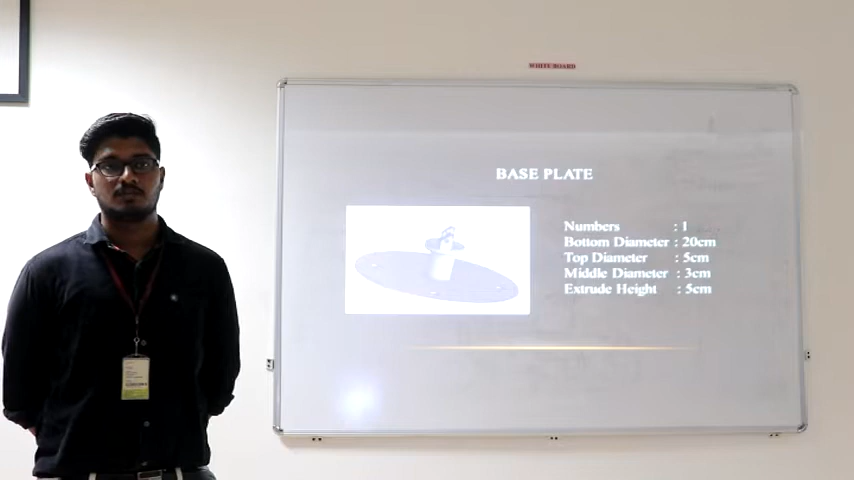 WHITE BOARD
BASE PLATE
Numbers : 1
Bottom Diameter : 20cm
Top Diameter : 5cm
Middle Diameter : 3cm
Extrude Height : 5cm